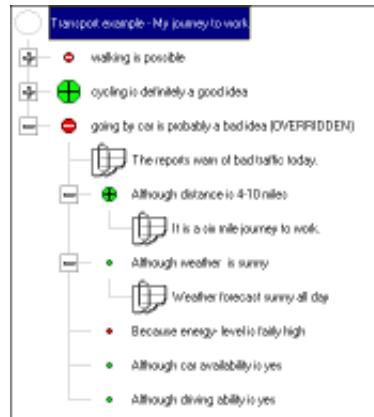 Transport example - My journey to work
walking is possible
cycling is definitely a good idea
going by car is probably a bad idea (OVERRIDDEN)
The reports warn of bad traffic today.
Although distance is 4-10 miles
It is a six mile journey to work.
Although weather is sunny
Weather forecast sunny all day
Because energy- level is fairly high
Although car availability is yes
Although driving ability is yes